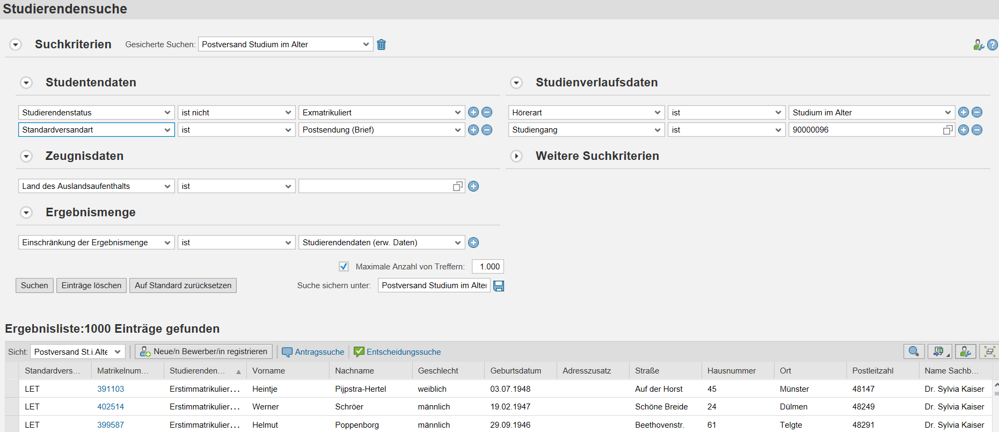 Studierendensuche
Suchkriterien Gesicherte Suchen: Postversand Studium im Alter
Studentendaten
Studierendenstatus ist nicht Exmatrikuliert
Standardversandart ist Postsendung (Brief)
Zeugnisdaten
Land des Auslandsaufenthalts ist
Ergebnismenge
Einschränkung der Ergebnismenge ist Studierendendaten (erw. Daten)
Studienverlaufsdaten
Hörerart ist Studium im Alter
Studiengang ist 90000096
Weitere Suchkriterien
Maximale Anzahl von Treffern: 1.000
Suchen Einträge löschen Auf Standard zurücksetzen Suche sichern unter: Postversand Studium im Alter
Ergebnisliste:1000 Einträge gefunden
Sicht: Postversand St.i.Alte Neue/n Bewerber/in registrieren Antragssuche Entscheidungssuche
Standardvers... Matrikelnum... Studierenden... Vorname Nachname Geschlecht Geburtsdatum Adresszusatz Straße Hausnummer Ort Postleitzahl Name Sachb...
LET 391103 Erstimmatrikulier... Heintje Pijpstra-Hertel weiblich 03.07.1948 Auf der Horst 45 Münster 48147 Dr. Sylvia Kaiser
LET 402514 Erstimmatrikulier... Werner Schröer männlich 19.02.1947 Schöne Breide 24 Dülmen 48249 Dr. Sylvia Kaiser
LET 399587 Erstimmatrikulier... Helmut Poppenborg männlich 29.09.1946 Beethovenstr. 61 Telgte 48291 Dr. Sylvia Kaiser